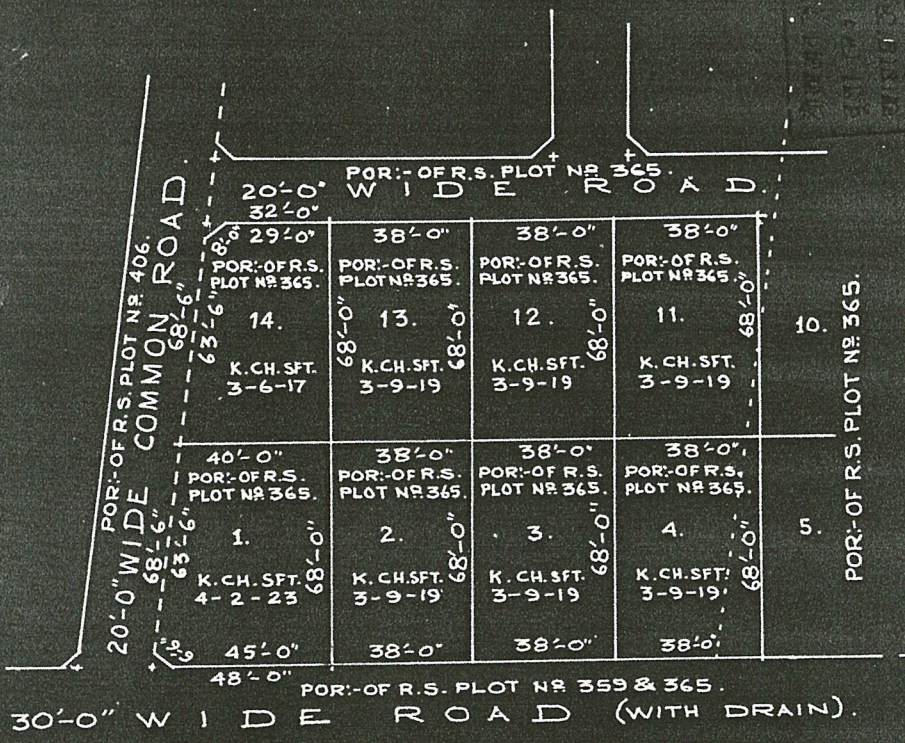 POR:-OF R.S. PLOT Nº 365.
20'-0" WIDE ROAD.
32'-0"
8'-0"
29'-0"
38'-0"
38'-0"
38'-0"
POR:-OF R.S.
PLOT Nº 365.
14.
K.CH.SFT.
3-6-17
POR:-OF R.S.
PLOT Nº 365.
68'-0"
13.
68'-0"
K.CH.SFT.
3-9-19
POR:-OF R.S.
PLOT Nº 365.
12.
68'-0"
K.CH.SFT.
3-9-19
POR:-OF R.S.
PLOT Nº 365.
11.
68'-0"
K.CH.SFT.
3-9-19
10.
POR:-OF R.S. PLOT Nº 406.
20'-0" WIDE COMMON ROAD.
68'-6"
63'-6"
68'-6"
63'-6"
40'-0"
38'-0"
38'-0"
38'-0"
POR:-OF R.S.
PLOT Nº 365.
1.
68'-0"
K.CH.SFT.
4-2-23
POR:-OF R.S.
PLOT Nº 365.
2.
68'-0"
K.CH.SFT.
3-9-19
POR:-OF R.S.
PLOT Nº 365.
3.
68'-0"
K.CH.SFT.
3-9-19
POR:-OF R.S.
PLOT Nº 365.
4.
68'-0"
K.CH.SFT.
3-9-19
5.
POR:-OF R.S. PLOT Nº 365.
45'-0"
38'-0"
38'-0"
38'-0"
48'-0"
POR:-OF R.S. PLOT Nº 359 & 365.
30'-0" WIDE ROAD (WITH DRAIN).